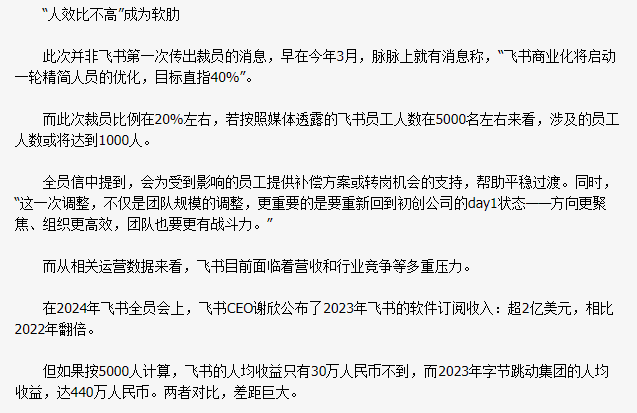 “人效比不高”成为软肋
此次并非飞书第一次传出裁员的消息，早在今年3月，脉脉上就有消息称，“飞书商业化将启动
一轮精简人员的优化，目标直指40%”。
而此次裁员比例在20%左右，若按照媒体透露的飞书员工人数在5000名左右来看，涉及的员工
人数或将达到1000人。
全员信中提到，会为受到影响的员工提供补偿方案或转岗机会的支持，帮助平稳过渡。同时，
“这一次调整，不仅是团队规模的调整，更重要的是要重新回到初创公司的day1状态——方向更聚
焦、组织更高效，团队也要更有战斗力。”
而从相关运营数据来看，飞书目前面临着营收和行业竞争等多重压力。
在2024年飞书全员会上，飞书CEO谢欣公布了2023年飞书的软件订阅收入：超2亿美元，相比
2022年翻倍。
但如果按5000人计算，飞书的人均收益只有30万人民币不到，而2023年字节跳动集团的人均
收益，达440万人民币。两者对比，差距巨大。